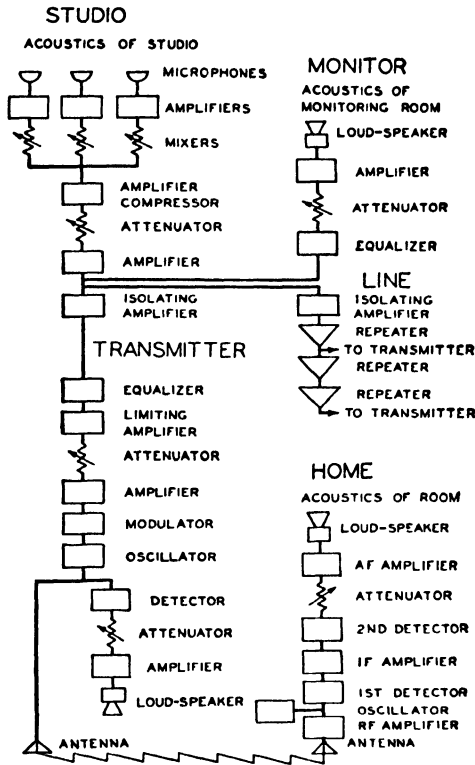 STUDIO
ACOUSTICS OF STUDIO
MICROPHONES
AMPLIFIERS
MIXERS
AMPLIFIER
COMPRESSOR
ATTENUATOR
AMPLIFIER
ISOLATING
AMPLIFIER
MONITOR
ACOUSTICS OF
MONITORING ROOM
LOUD-SPEAKER
AMPLIFIER
ATTENUATOR
EQUALIZER
LINE
ISOLATING
AMPLIFIER
REPEATER
TO TRANSMITTER
REPEATER
REPEATER
TO TRANSMITTER
TRANSMITTER
EQUALIZER
LIMITING
AMPLIFIER
ATTENUATOR
AMPLIFIER
MODULATOR
OSCILLATOR
DETECTOR
ATTENUATOR
AMPLIFIER
LOUD-SPEAKER
ANTENNA
HOME
ACOUSTICS OF ROOM
LOUD-SPEAKER
AF AMPLIFIER
ATTENUATOR
2ND DETECTOR
IF AMPLIFIER
1ST DETECTOR
OSCILLATOR
RF AMPLIFIER
ANTENNA